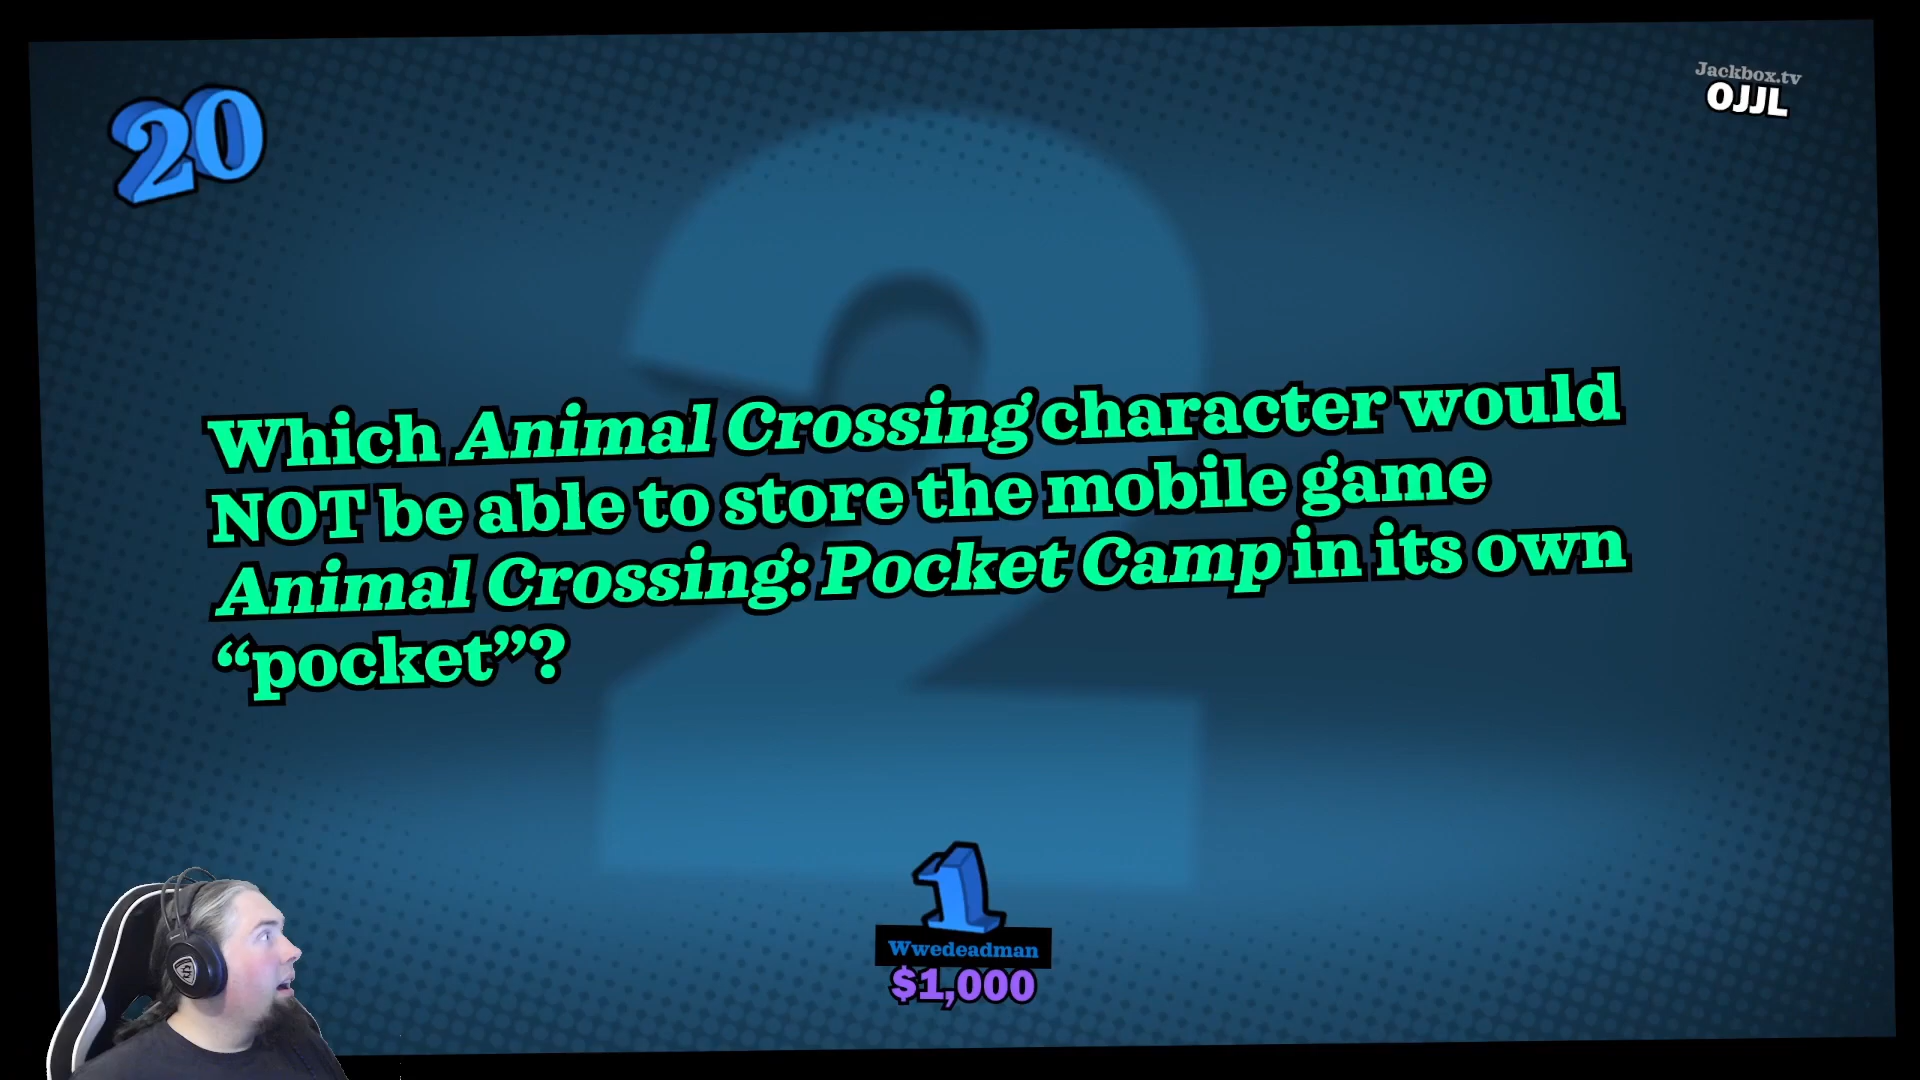 20
Jackbox.tv
OJJL
Which Animal Crossing character would
NOT be able to store the mobile game
Animal Crossing: Pocket Camp in its own
“pocket”?
2
1
Wwedeadman
$1,000